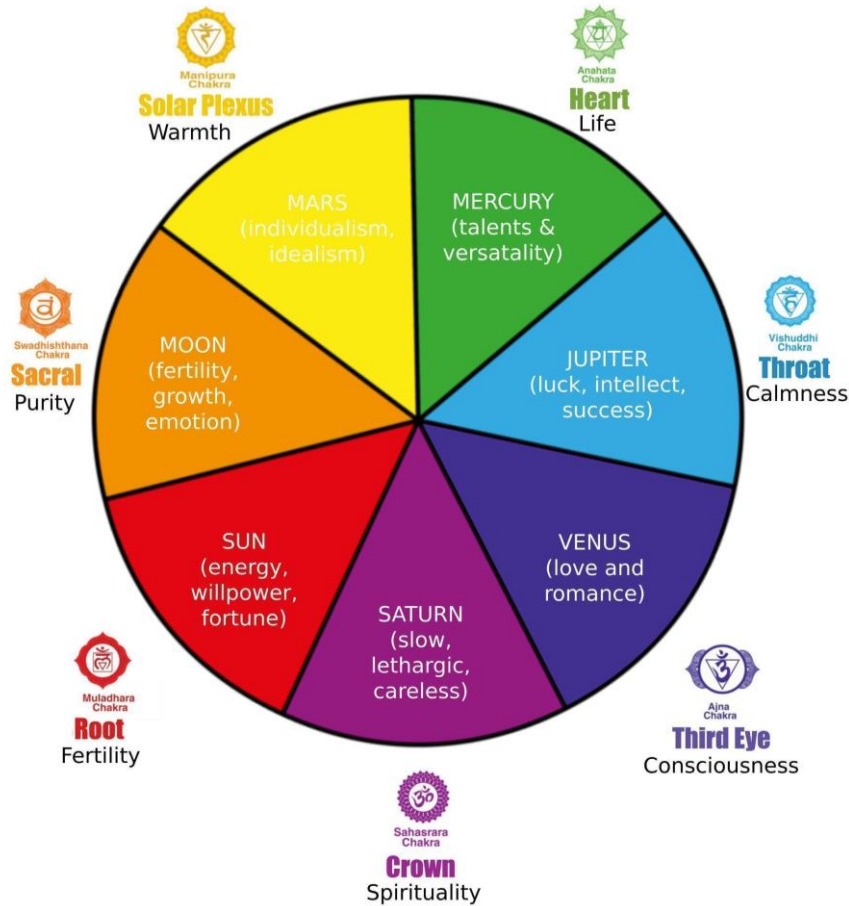 Manipura
Chakra
Solar Plexus
Warmth
Anahata
Chakra
Heart
Life
MARS
(individualism,
idealism)
MERCURY
(talents &
versatality)
Swadhishthana
Chakra
Sacral
Purity
MOON
(fertility,
growth,
emotion)
JUPITER
(luck, intellect,
success)
Vishuddhi
Chakra
Throat
Calmness
SUN
(energy,
willpower,
fortune)
SATURN
(slow,
lethargic,
careless)
VENUS
(love and
romance)
Muladhara
Chakra
Root
Fertility
Ajna
Chakra
Third Eye
Consciousness
Sahasrara
Chakra
Crown
Spirituality